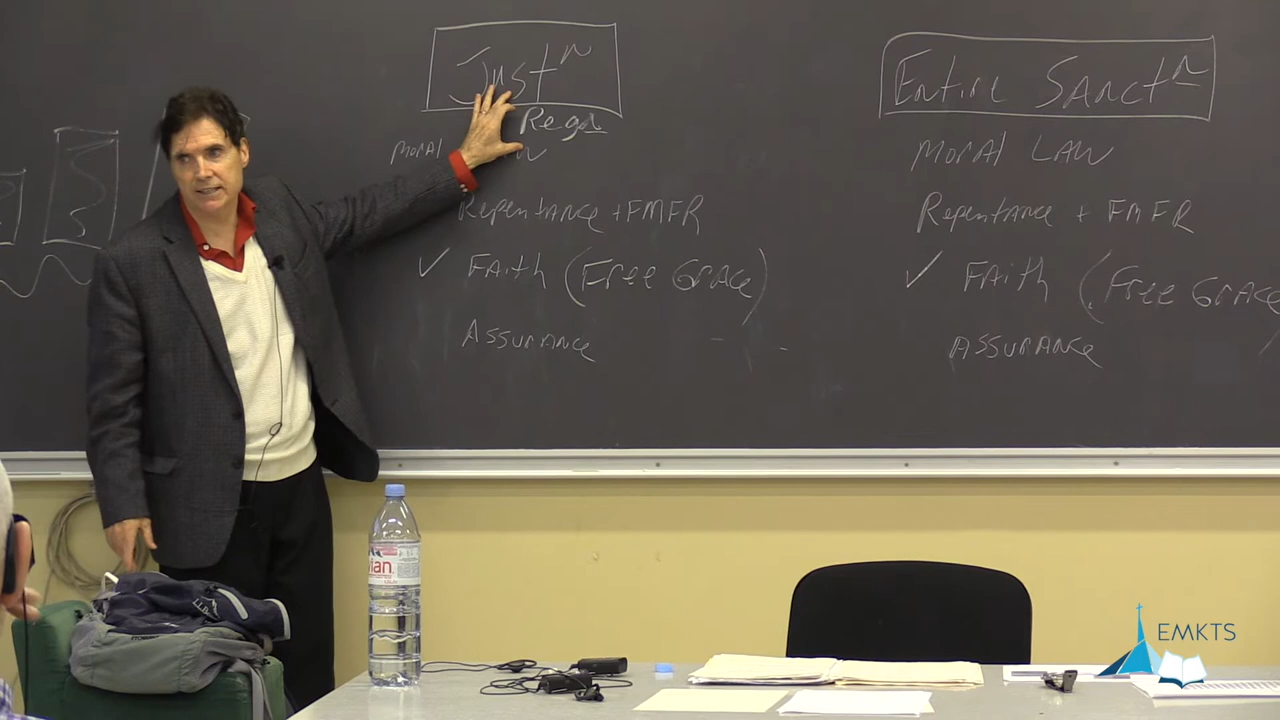 Justn
Regn
Moral
Repentance + FMFR
✓ Faith (Free Grace)
Assurance
Entire Sanctn
Moral Law
Repentance + FMFR
✓ Faith (Free Grace
Assurance
evian
EMKTS